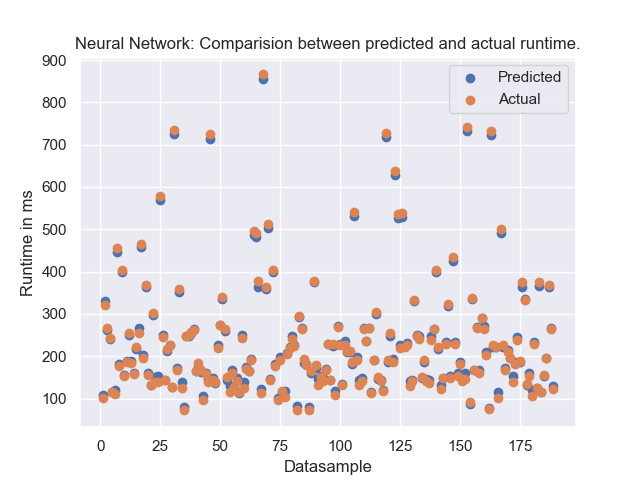 Neural Network: Comparision between predicted and actual runtime.
Predicted
Actual
900
800
700
600
500
400
300
200
100
Runtime in ms
0 25 50 75 100 125 150 175
Datasample